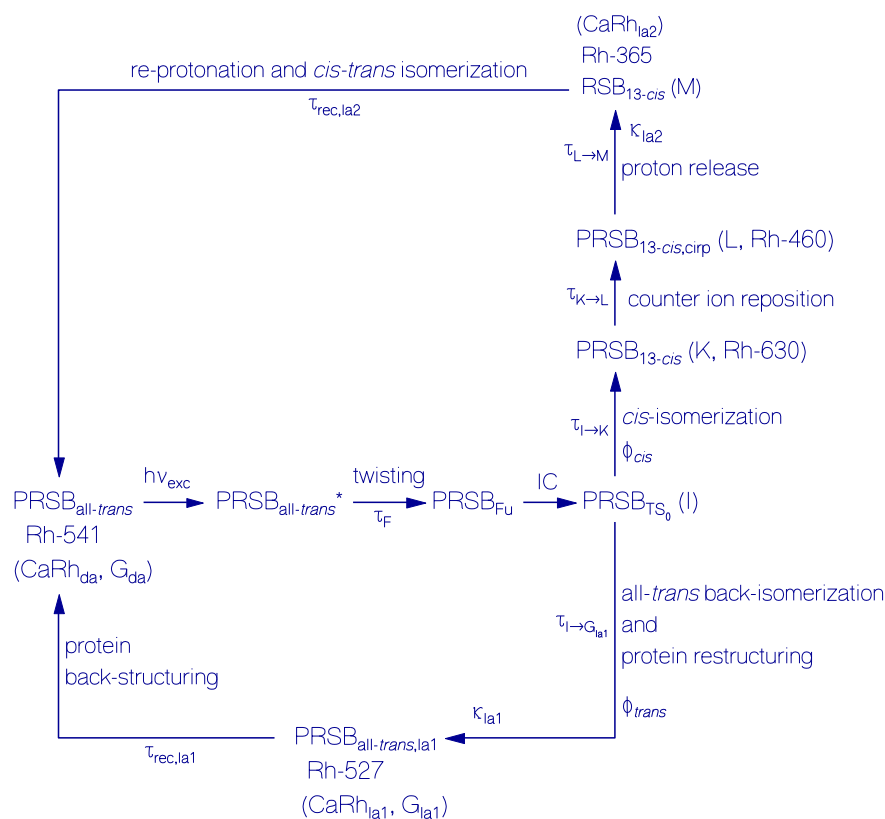 (CaRh_la2)
Rh-365
RSB_13-cis (M)
re-protonation and cis-trans isomerization
τ_rec,la2
κ_la2
τ_L→M
proton release
PRSB_13-cis,cirp (L, Rh-460)
τ_K→L counter ion reposition
PRSB_13-cis (K, Rh-630)
τ_I→K cis-isomerization
ϕ_cis
hν_exc twisting IC
PRSB_all-trans PRSB_all-trans* PRSB_Fu PRSB_TS_0 (I)
τ_F
Rh-541
(CaRh_da, G_da)
all-trans back-isomerization
τ_I→G_la1 and
protein restructuring
protein
back-structuring
ϕ_trans
κ_la1
PRSB_all-trans,la1
τ_rec,la1
Rh-527
(CaRh_la1, G_la1)